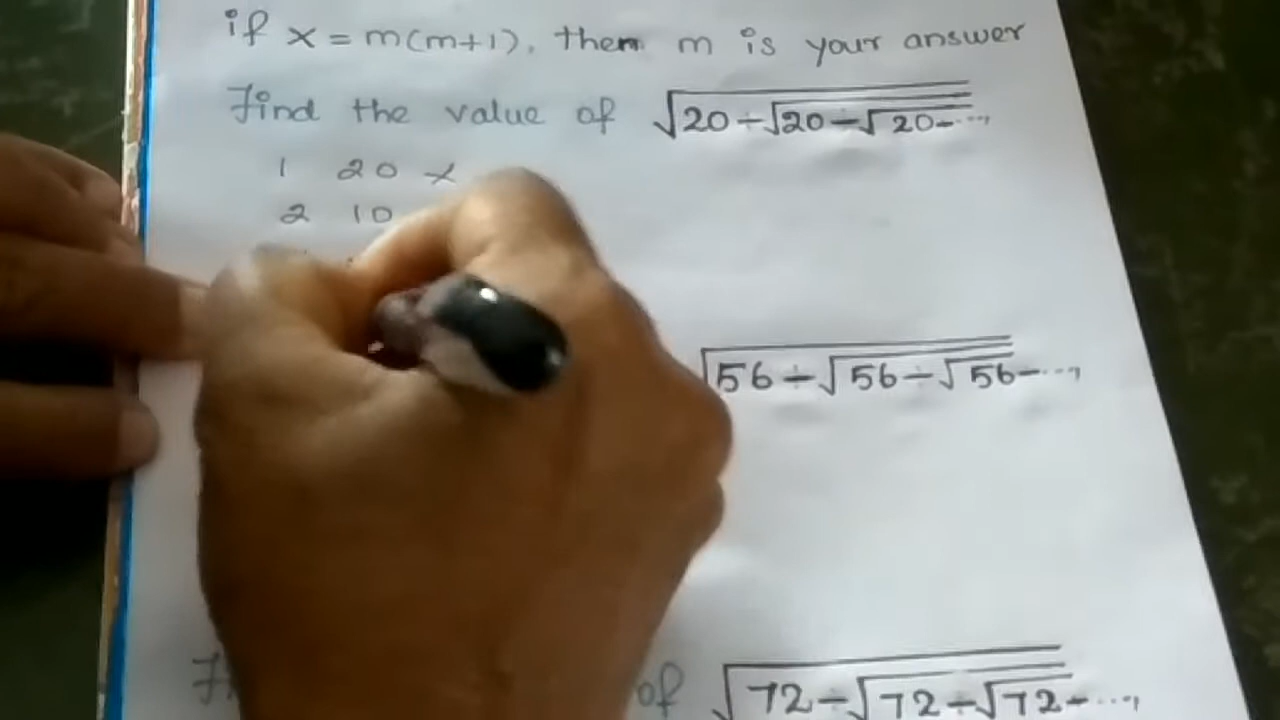 if x = m(m+1), then m is your answer
Find the value of √20-√20-√20-...,
1 20 ×
2 10
√56-√56-√56-...,
of √72-√72-√72-...,